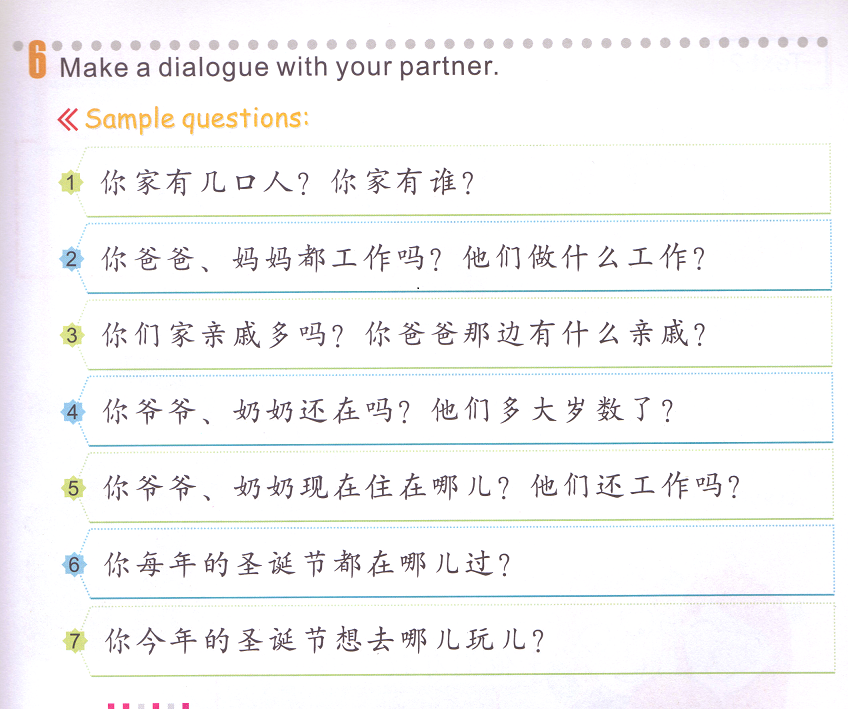 6 Make a dialogue with your partner.
Sample questions:
1 你家有几口人？你家有谁？
2 你爸爸、妈妈都工作吗？他们做什么工作？
3 你们家亲戚多吗？你爸爸那边有什么亲戚？
4 你爷爷、奶奶还在吗？他们多大岁数了？
5 你爷爷、奶奶现在住在哪儿？他们还工作吗？
6 你每年的圣诞节都在哪儿过？
7 你今年的圣诞节想去哪儿玩儿？